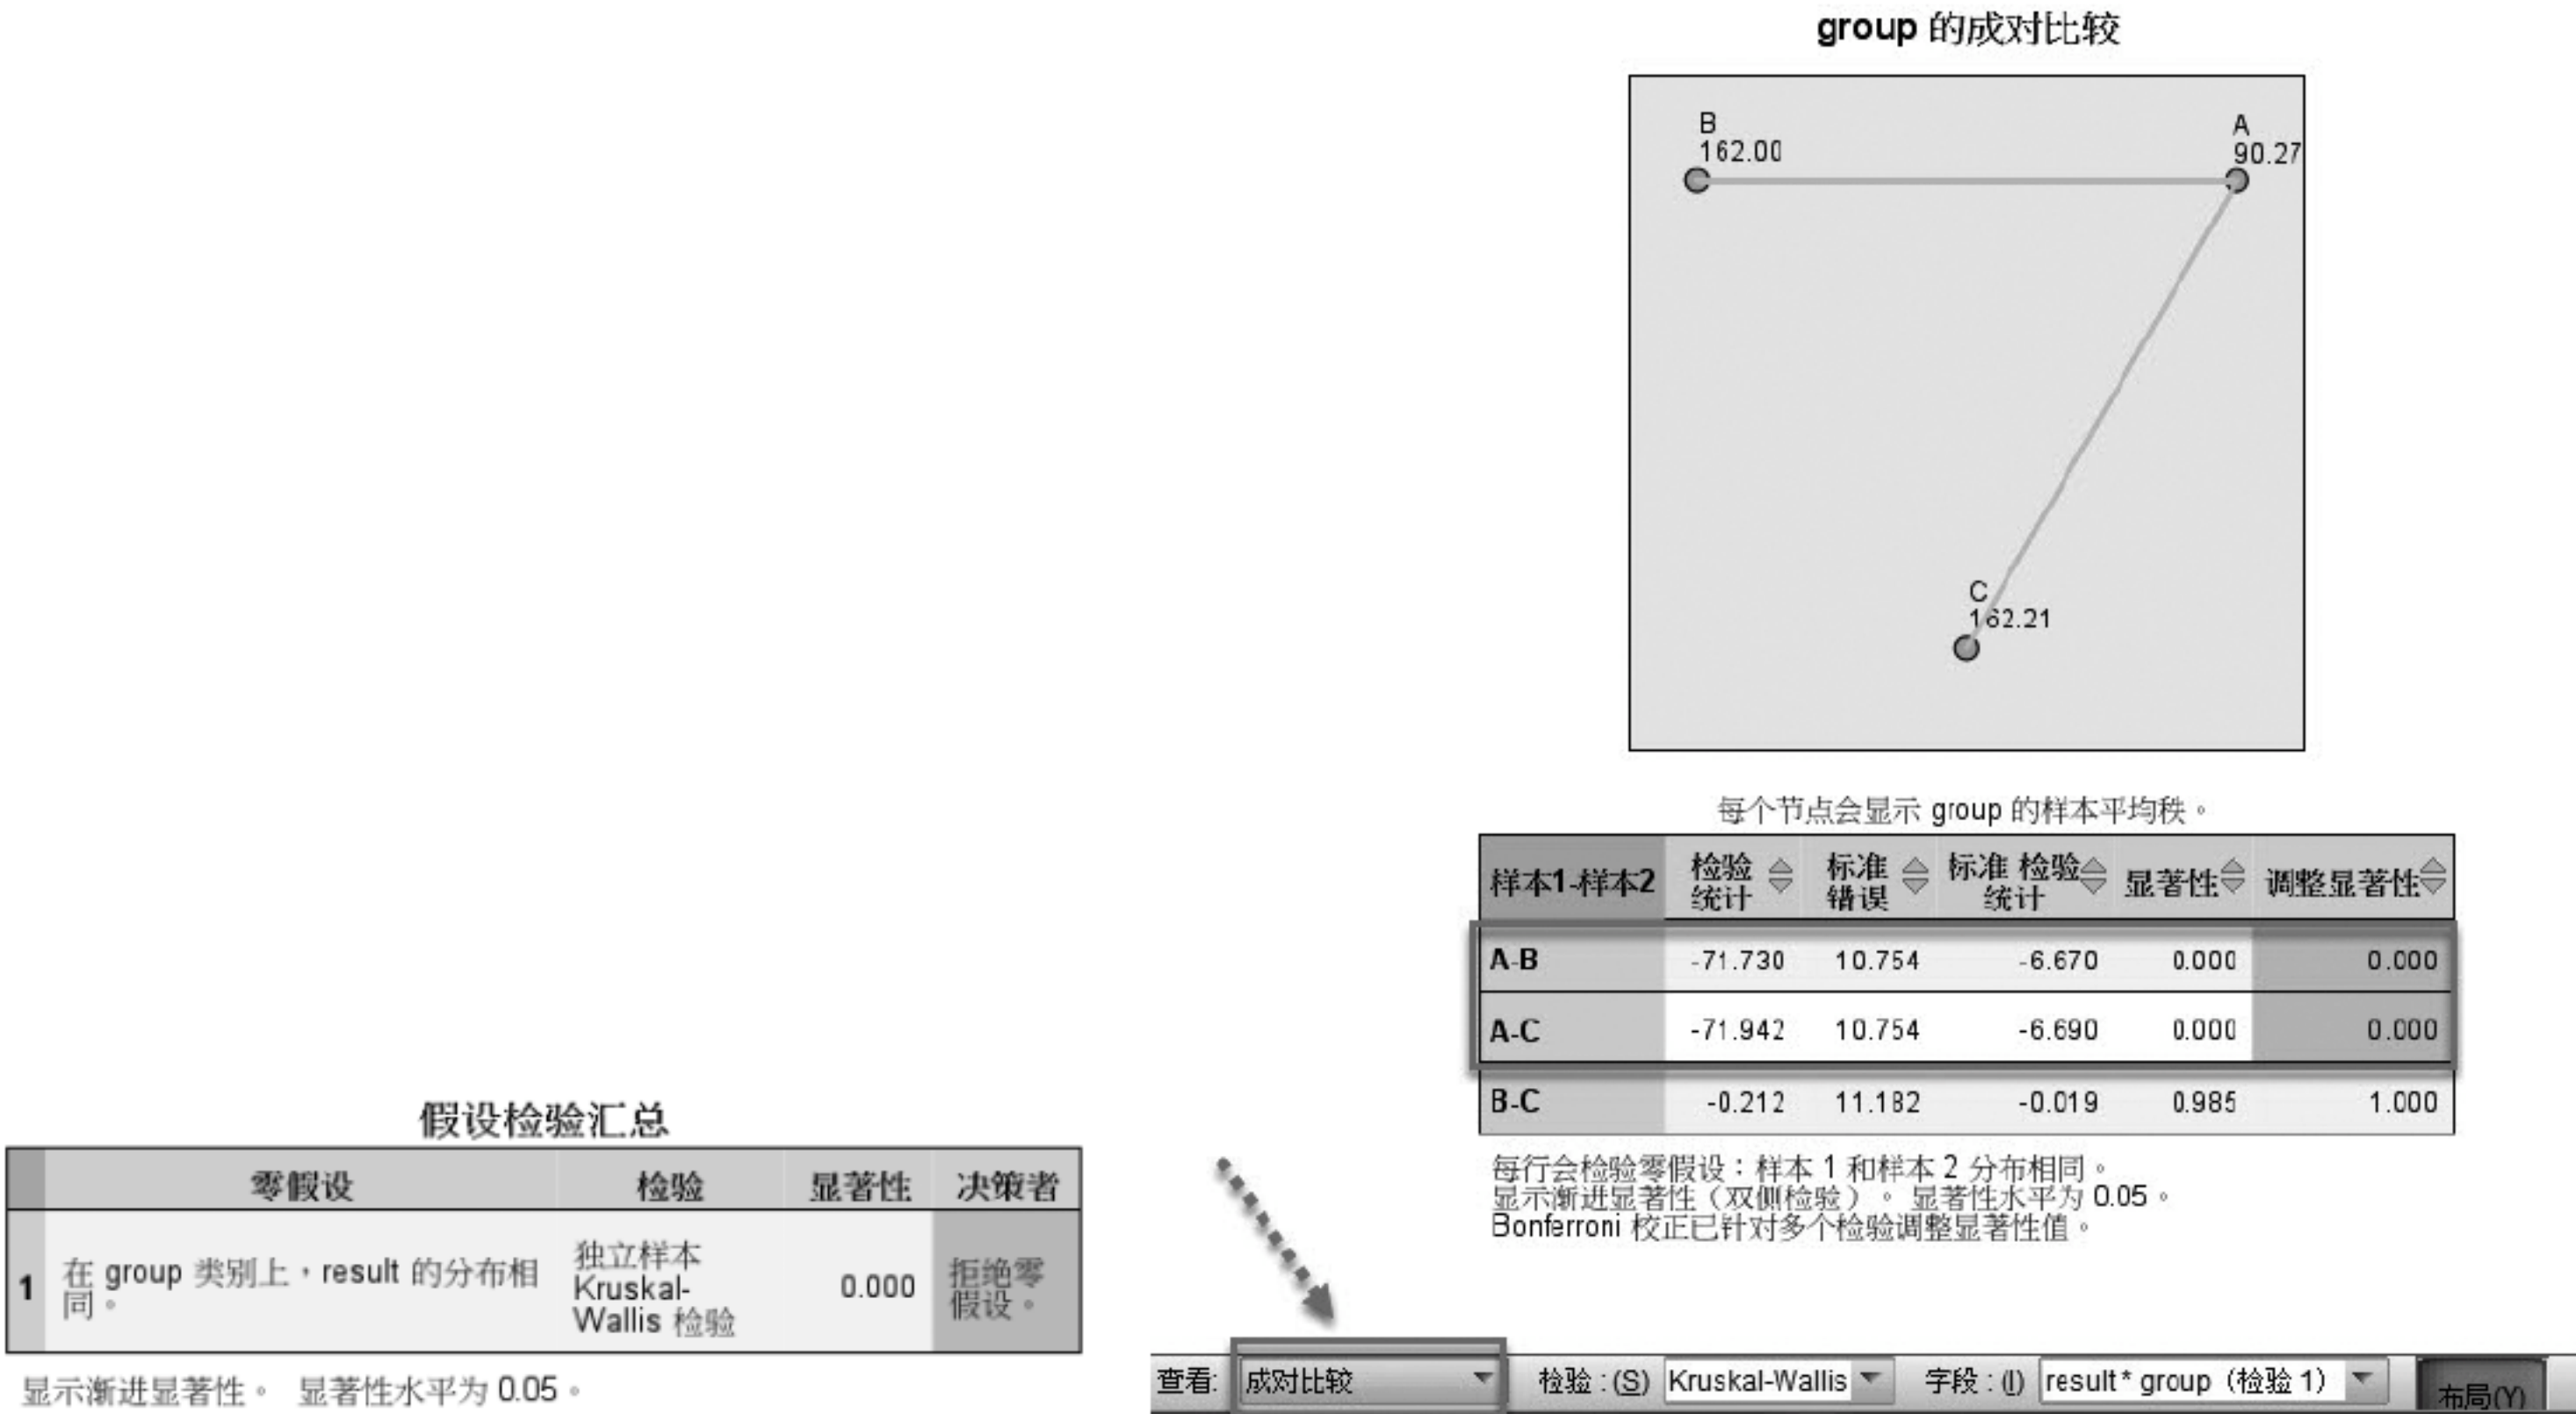 group 的成对比较
B
162.00
A
90.27
C
162.21
每个节点会显示 group 的样本平均秩。
样本1-样本2 检验统计 标准错误 标准 检验统计 显著性 调整显著性
A-B -71.730 10.754 -6.670 0.000 0.000
A-C -71.942 10.754 -6.690 0.000 0.000
B-C -0.212 11.182 -0.019 0.985 1.000
每行会检验零假设：样本 1 和样本 2 分布相同。
显示渐进显著性（双侧检验）。 显著性水平为 0.05。
Bonferroni 校正已针对多个检验调整显著性值。
假设检验汇总
零假设 检验 显著性 决策者
1 在 group 类别上，result 的分布相同。 独立样本 Kruskal-Wallis 检验 0.000 拒绝零假设。
显示渐进显著性。 显著性水平为 0.05。
查看: 成对比较 检验：(S) Kruskal-Wallis 字段：(I) result* group（检验 1） 布局(Y)